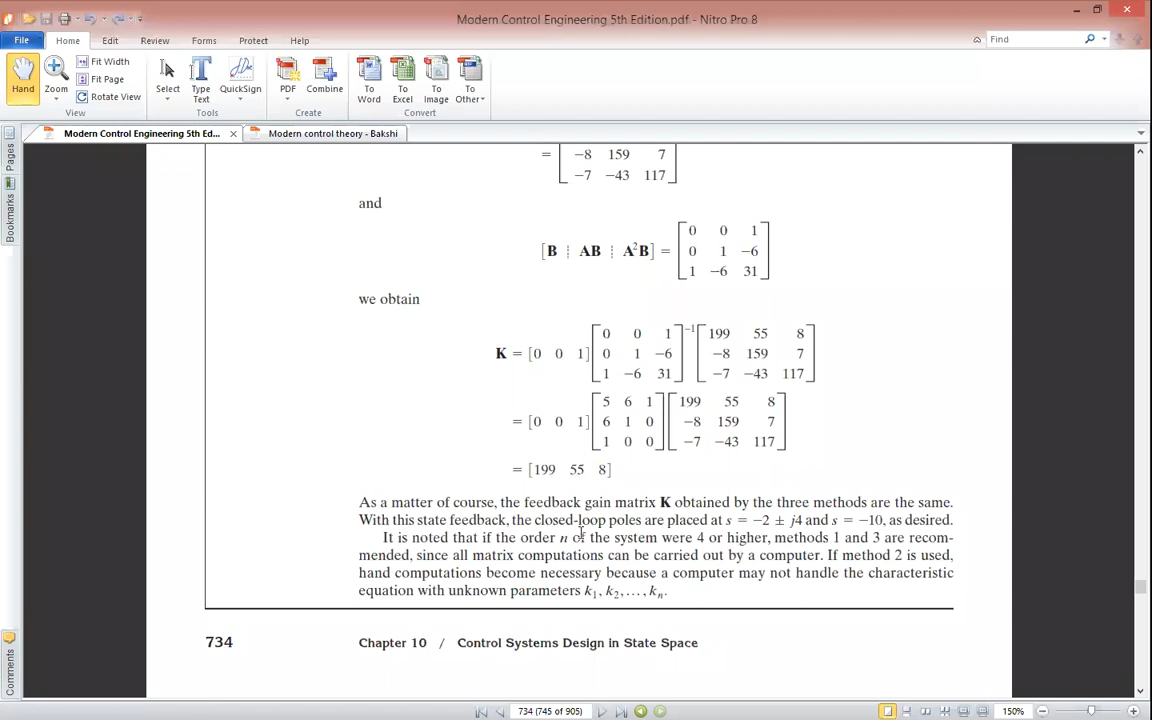 Modern Control Engineering 5th Edition.pdf - Nitro Pro 8
File Home Edit Review Forms Protect Help
Find
Hand
Zoom
Fit Width
Fit Page
Rotate View
Select
Type Text
QuickSign
PDF
Combine
To Word
To Excel
To Image
To Other
View Tools Create Convert
Modern Control Engineering 5th Ed... x Modern control theory - Bakshi
Pages
Bookmarks
Comments
= [ −8 159 7
−7 −43 117 ]
and
[B ⋮ AB ⋮ A²B] = [ 0 0 1
0 1 −6
1 −6 31 ]
we obtain
K = [0 0 1] [ 0 0 1 ; 0 1 −6 ; 1 −6 31 ]⁻¹ [ 199 55 8 ; −8 159 7 ; −7 −43 117 ]
= [0 0 1] [ 5 6 1 ; 6 1 0 ; 1 0 0 ] [ 199 55 8 ; −8 159 7 ; −7 −43 117 ]
= [199 55 8]
As a matter of course, the feedback gain matrix K obtained by the three methods are the same.
With this state feedback, the closed-loop poles are placed at s = −2 ± j4 and s = −10, as desired.
It is noted that if the order n of the system were 4 or higher, methods 1 and 3 are recom-
mended, since all matrix computations can be carried out by a computer. If method 2 is used,
hand computations become necessary because a computer may not handle the characteristic
equation with unknown parameters k₁, k₂, ..., kₙ.
734 Chapter 10 / Control Systems Design in State Space
734 (745 of 905)
150%